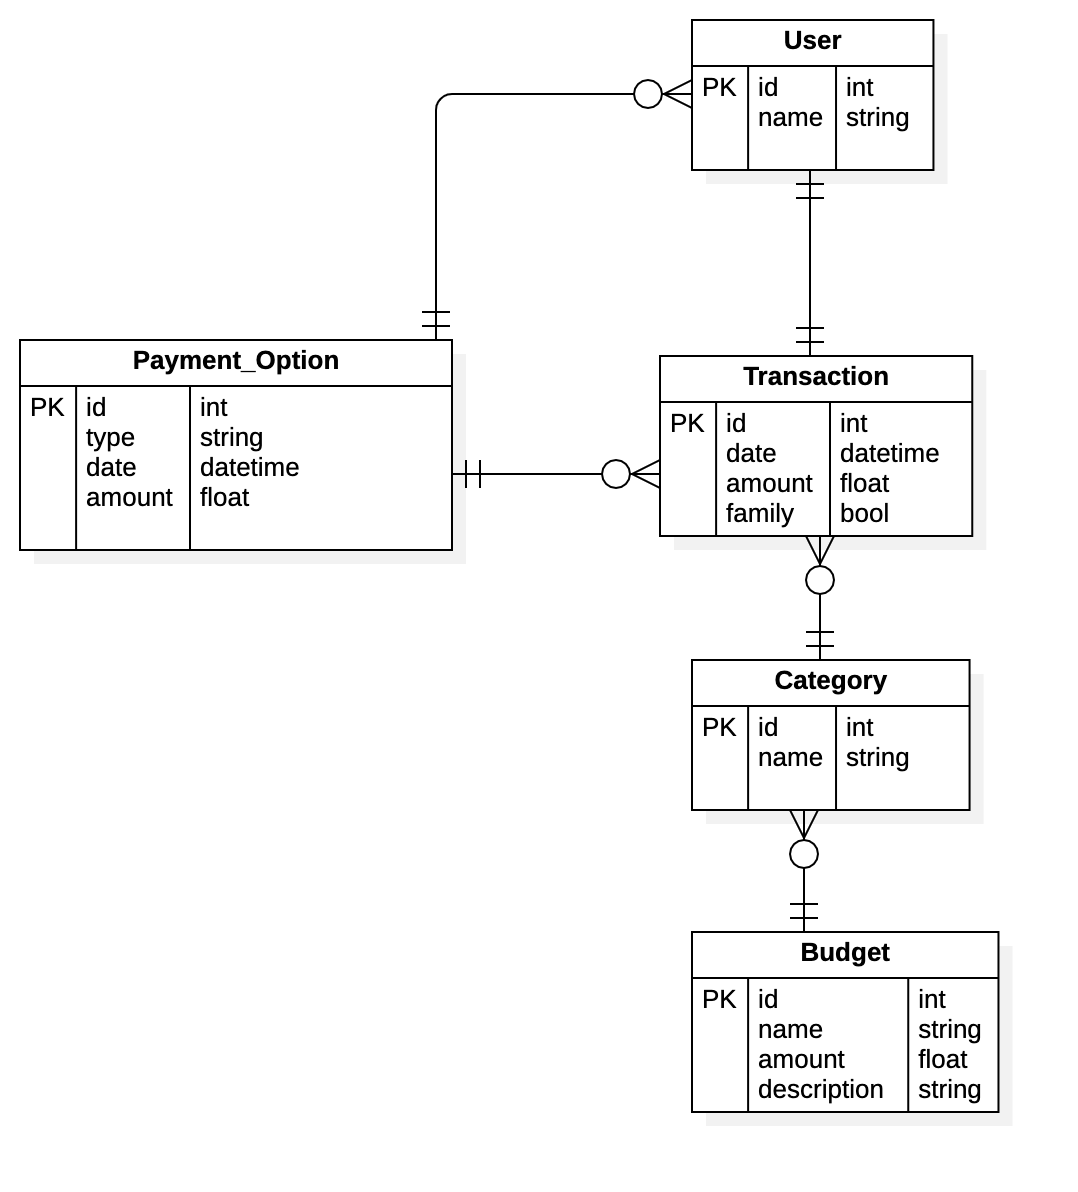 User
PK id int
name string
Payment_Option
PK id int
type string
date datetime
amount float
Transaction
PK id int
date datetime
amount float
family bool
Category
PK id int
name string
Budget
PK id int
name string
amount float
description string